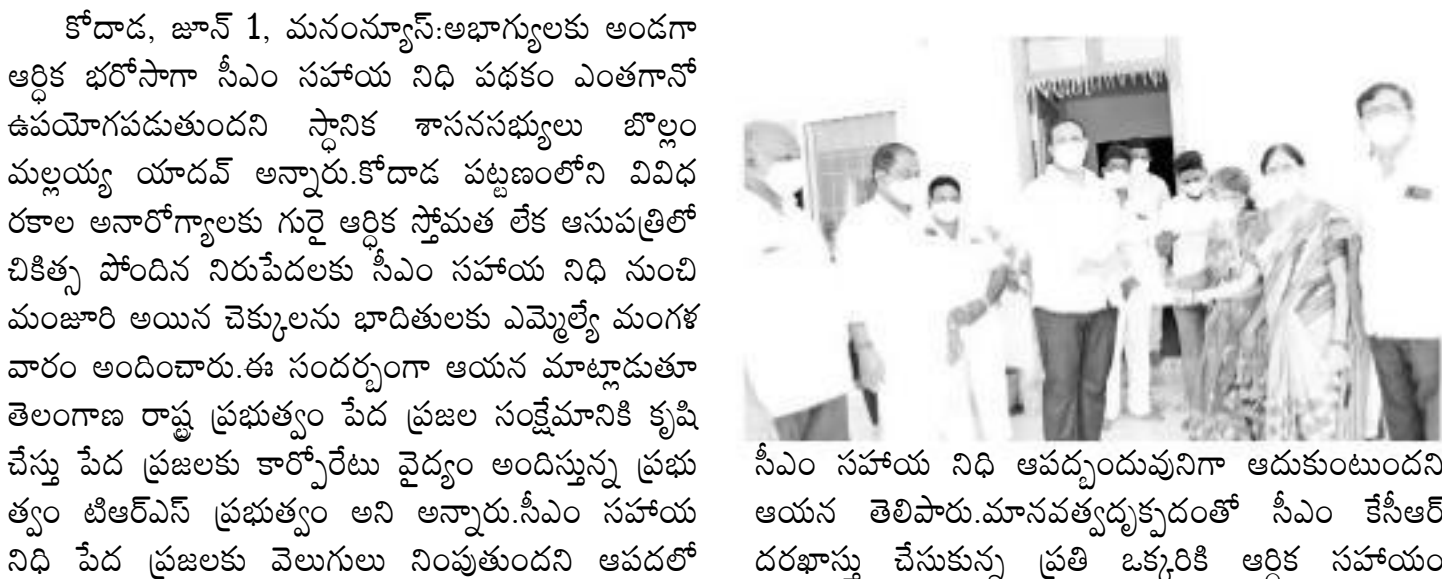 కోదాడ, జూన్ 1, మనంన్యూస్:అభాగ్యులకు అండగా
ఆర్ధిక భరోసాగా సీఎం సహాయ నిధి పథకం ఎంతగానో
ఉపయోగపడుతుందని స్ధానిక శాసనసభ్యులు బొల్లం
మల్లయ్య యాదవ్ అన్నారు.కోదాడ పట్టణంలోని వివిధ
రకాల అనారోగ్యాలకు గురై ఆర్ధిక స్తోమత లేక ఆసుపత్రిలో
చికిత్స పోందిన నిరుపేదలకు సీఎం సహాయ నిధి నుంచి
మంజూరి అయిన చెక్కులను భాదితులకు ఎమ్మెల్యే మంగళ
వారం అందించారు.ఈ సందర్భంగా ఆయన మాట్లాడుతూ
తెలంగాణ రాష్ట్ర ప్రభుత్వం పేద ప్రజల సంక్షేమానికి కృషి
చేస్తు పేద ప్రజలకు కార్పోరేటు వైద్యం అందిస్తున్న ప్రభు
త్వం టిఆర్ఎస్ ప్రభుత్వం అని అన్నారు.సీఎం సహాయ
నిధి పేద ప్రజలకు వెలుగులు నింపుతుందని ఆపదలో
సీఎం సహాయ నిధి ఆపద్భందువునిగా ఆదుకుంటుందని
ఆయన తెలిపారు.మానవత్వదృక్పదంతో సీఎం కేసీఆర్
దరఖాస్తు చేసుకున్న ప్రతి ఒక్కరికి ఆర్ధిక సహాయం